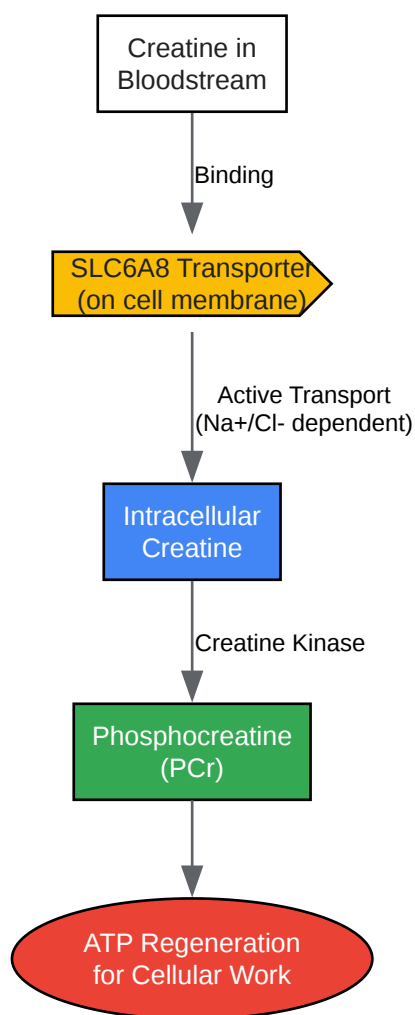 Creatine in
Bloodstream
Binding
SLC6A8 Transporter
(on cell membrane)
Active Transport
(Na+/Cl- dependent)
Intracellular
Creatine
Creatine Kinase
Phosphocreatine
(PCr)
ATP Regeneration
for Cellular Work